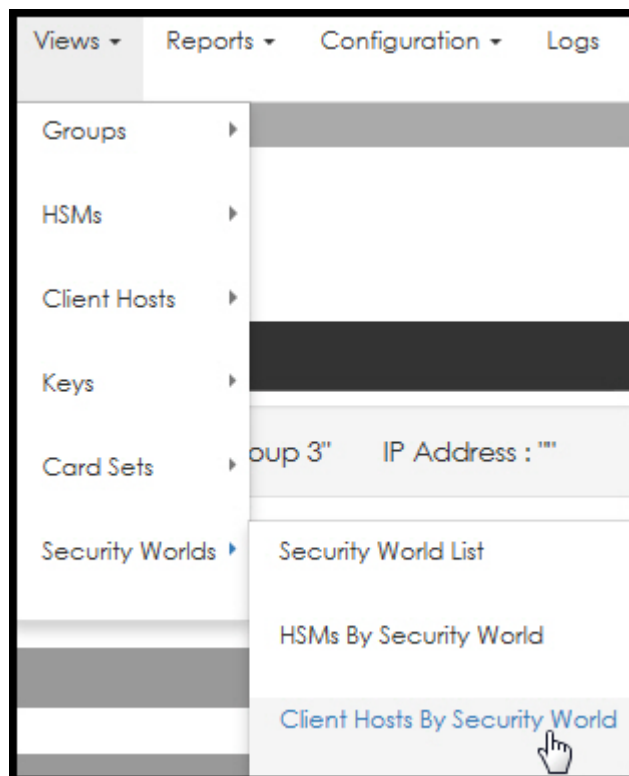 Views Reports Configuration Logs
Groups
HSMs
Client Hosts
Keys
Card Sets
oup 3" IP Address : ""
Security Worlds
Security World List
HSMs By Security World
Client Hosts By Security World